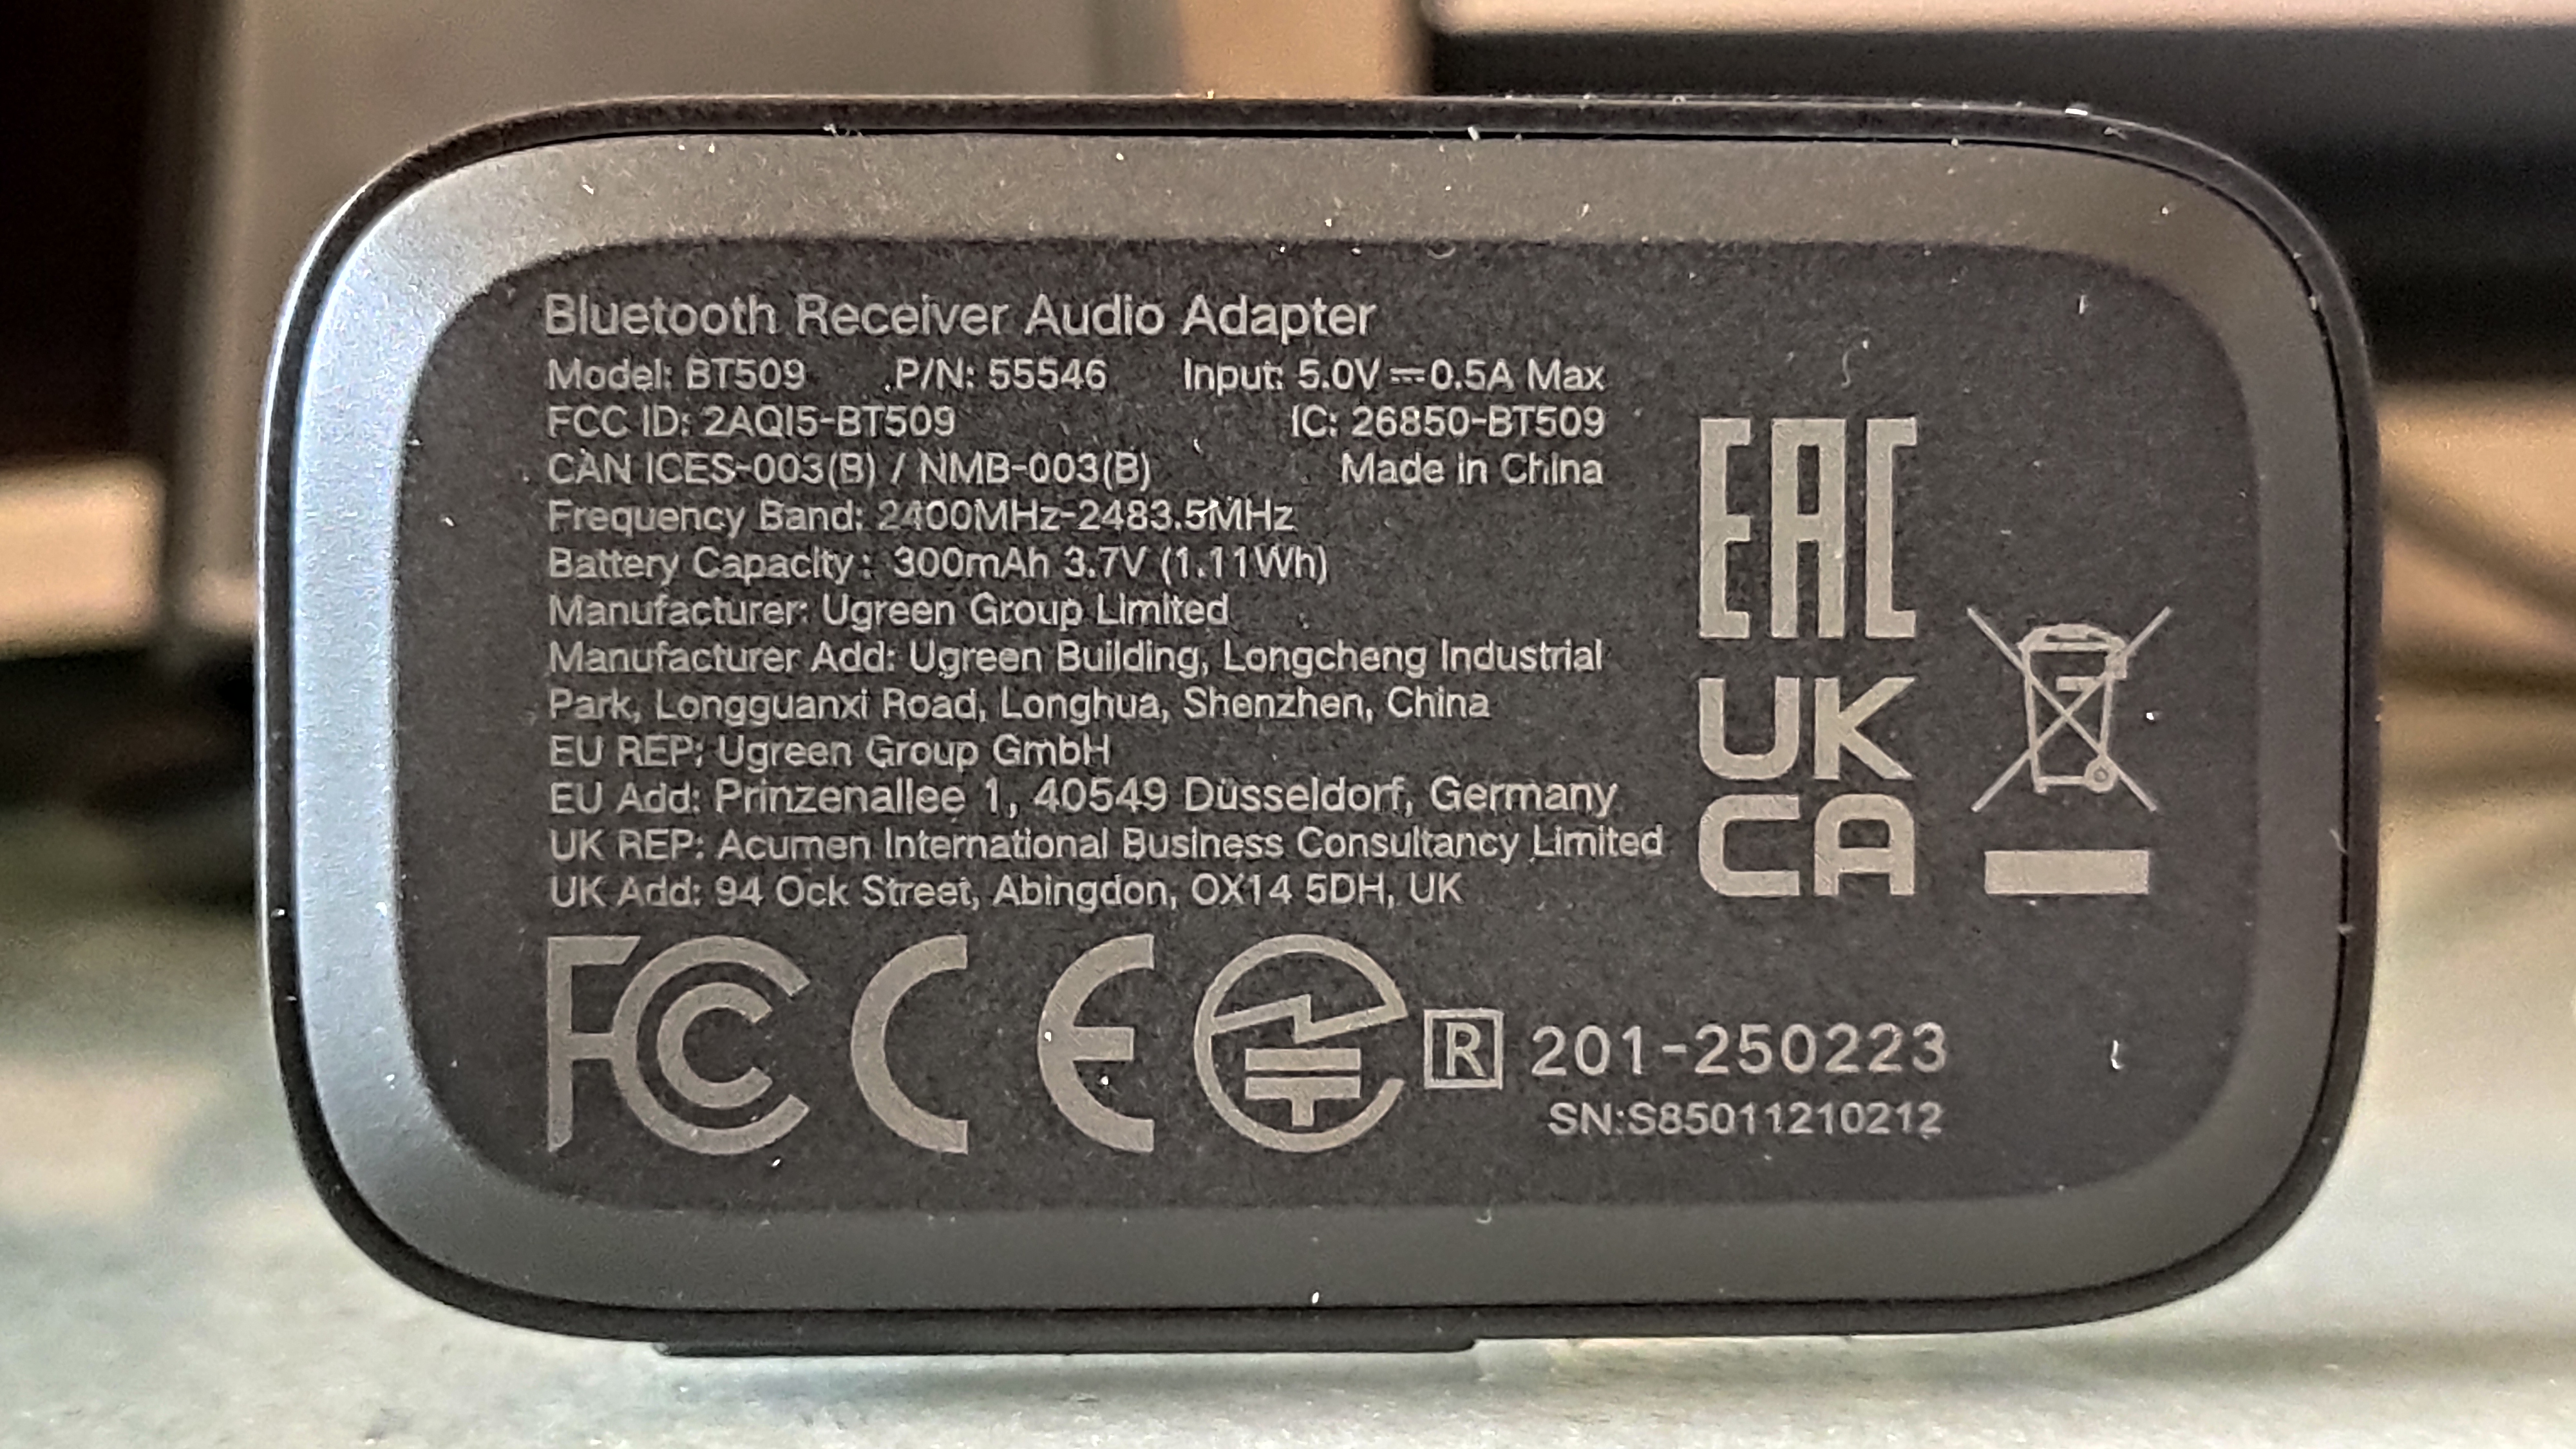 Bluetooth Receiver Audio Adapter
Model: BT509 P/N: 55546 Input: 5.0V⎓0.5A Max
FCC ID: 2AQI5-BT509 IC: 26850-BT509
CAN ICES-003(B) / NMB-003(B) Made in China
Frequency Band: 2400MHz-2483.5MHz
Battery Capacity: 300mAh 3.7V (1.11Wh)
Manufacturer: Ugreen Group Limited
Manufacturer Add: Ugreen Building, Longcheng Industrial
Park, Longguanxi Road, Longhua, Shenzhen, China
EU REP: Ugreen Group GmbH
EU Add: Prinzenallee 1, 40549 Düsseldorf, Germany
UK REP: Acumen International Business Consultancy Limited
UK Add: 94 Ock Street, Abingdon, OX14 5DH, UK
EAC
UK
CA
FC CE R 201-250223
SN:S85011210212